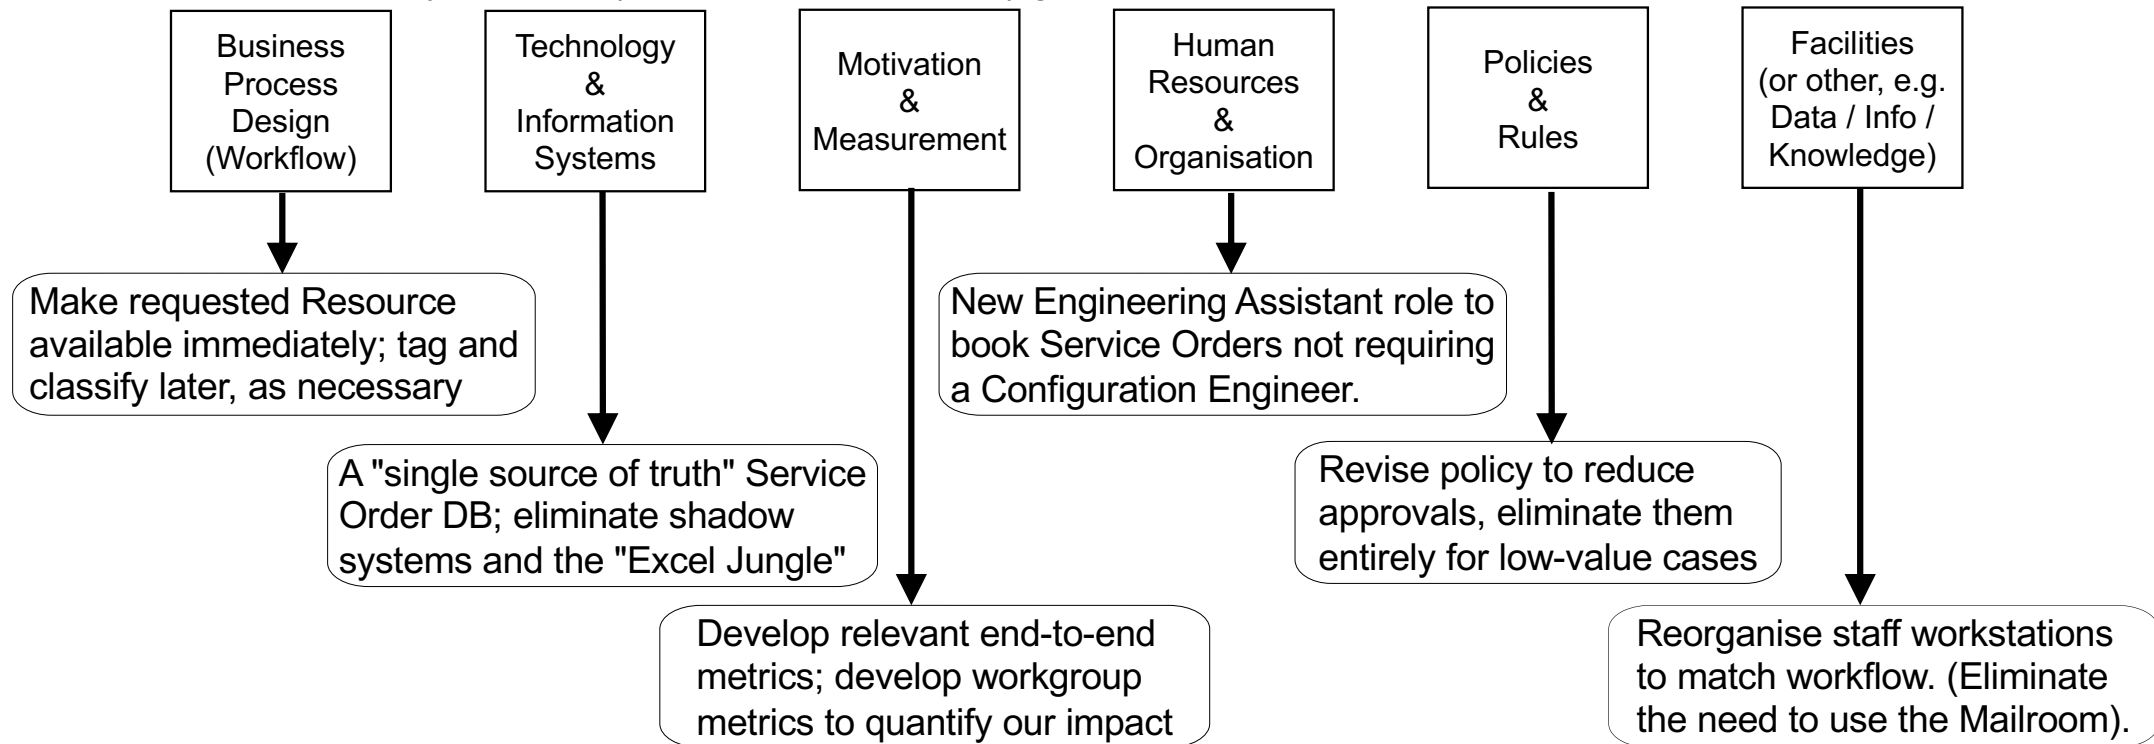 Business
Process
Design
(Workflow)
Technology
&
Information
Systems
Motivation
&
Measurement
Human
Resources
&
Organisation
Policies
&
Rules
Facilities
(or other, e.g.
Data / Info /
Knowledge)
Make requested Resource
available immediately; tag and
classify later, as necessary
New Engineering Assistant role to
book Service Orders not requiring
a Configuration Engineer.
A "single source of truth" Service
Order DB; eliminate shadow
systems and the "Excel Jungle"
Revise policy to reduce
approvals, eliminate them
entirely for low-value cases
Develop relevant end-to-end
metrics; develop workgroup
metrics to quantify our impact
Reorganise staff workstations
to match workflow. (Eliminate
the need to use the Mailroom).